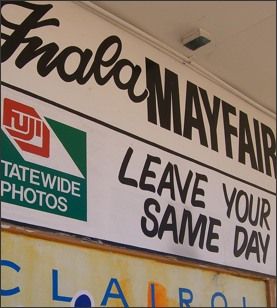 Inala MAYFAIR
FUJI
TATEWIDE
PHOTOS
LEAVE YOUR
SAME DAY
CLAIROL